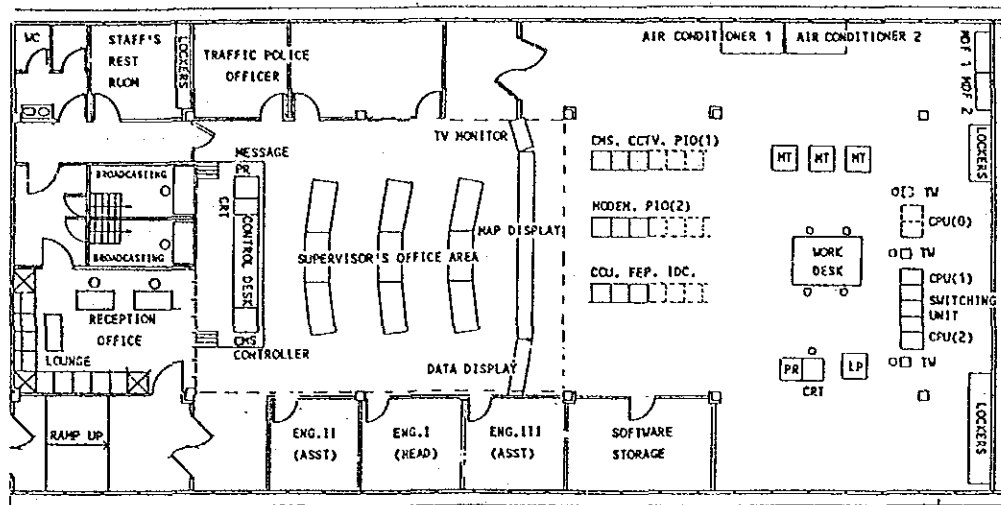 WC
STAFF'S
REST
ROOM
LOCKERS
TRAFFIC POLICE
OFFICER
AIR CONDITIONER 1
AIR CONDITIONER 2
MDF 1
MDF 2
TV MONITOR
CMS, CCTV, PIO(1)
MT
MT
MT
LOCKERS
MESSAGE
PR
CRT
BROADCASTING
BROADCASTING
CONTROL DESK
SUPERVISOR'S OFFICE AREA
MAP DISPLAY
MODEM, PIO(2)
TW
CPU(0)
WORK
DESK
TW
CCU, FEP, IDC,
CPU(1)
SWITCHING
UNIT
CPU(2)
RECEPTION
OFFICE
LOUNGE
CMS
CONTROLLER
DATA DISPLAY
PR
LP
TW
CRT
LOCKERS
RAMP UP
ENG.II
(ASST)
ENG.I
(HEAD)
ENG.III
(ASST)
SOFTWARE
STORAGE